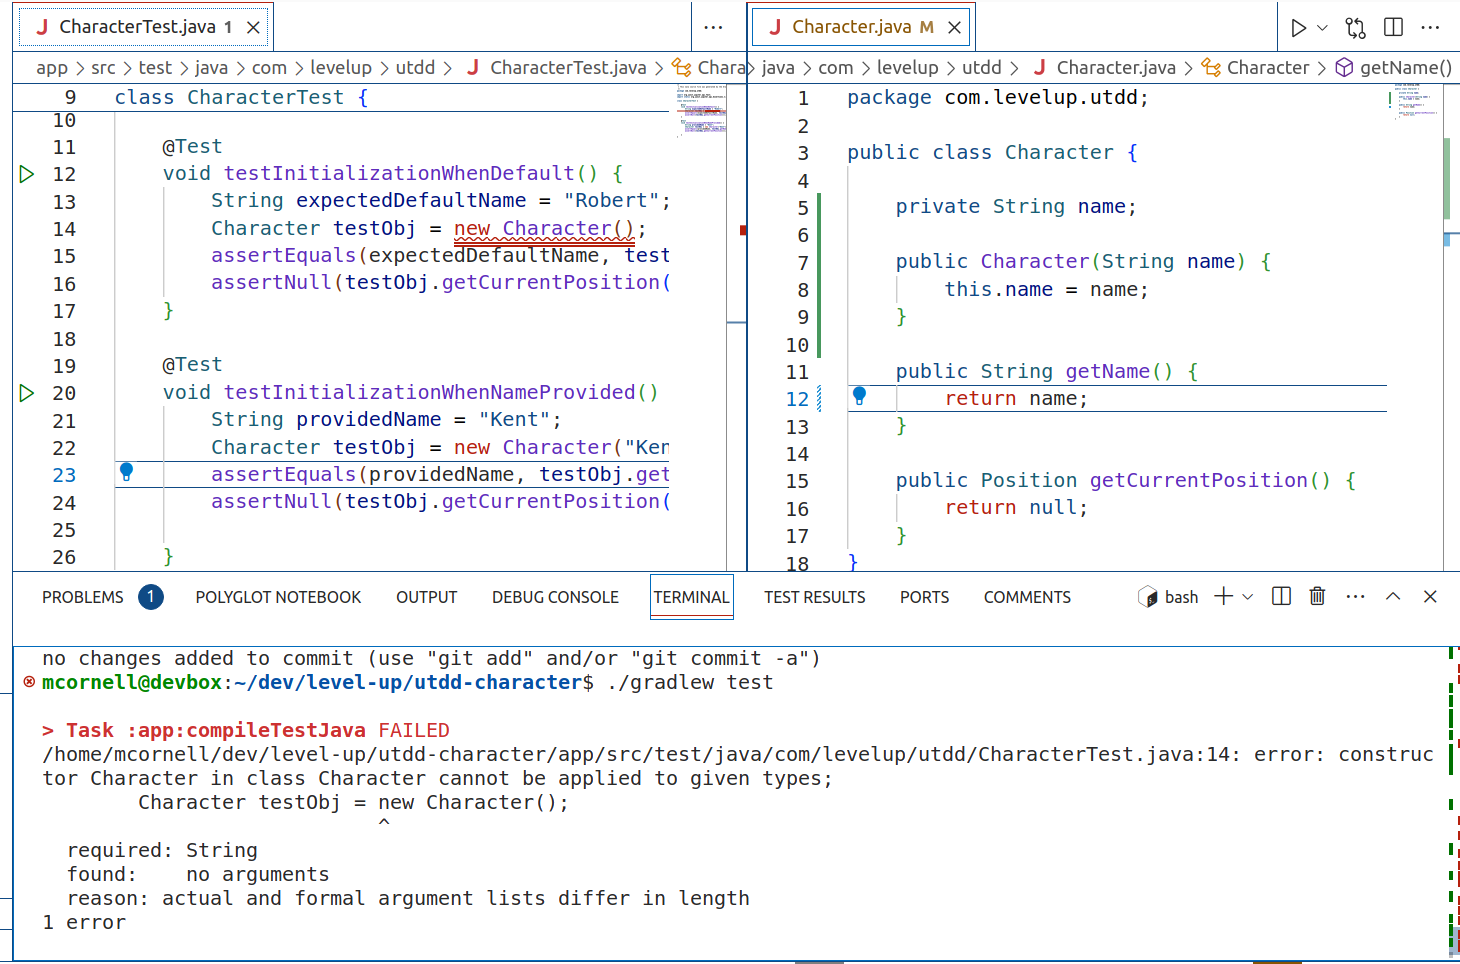 CharacterTest.java 1
Character.java M
app > src > test > java > com > levelup > utdd > J CharacterTest.java > Chara
java > com > levelup > utdd > J Character.java > Character > getName()
9 class CharacterTest {
10
11 @Test
12 void testInitializationWhenDefault() {
13 String expectedDefaultName = "Robert";
14 Character testObj = new Character();
15 assertEquals(expectedDefaultName, test
16 assertNull(testObj.getCurrentPosition(
17 }
18
19 @Test
20 void testInitializationWhenNameProvided()
21 String providedName = "Kent";
22 Character testObj = new Character("Ken
23 assertEquals(providedName, testObj.get
24 assertNull(testObj.getCurrentPosition(
25
26 }
1 package com.levelup.utdd;
2
3 public class Character {
4
5 private String name;
6
7 public Character(String name) {
8 this.name = name;
9 }
10
11 public String getName() {
12 return name;
13 }
14
15 public Position getCurrentPosition() {
16 return null;
17 }
18 }
PROBLEMS 1 POLYGLOT NOTEBOOK OUTPUT DEBUG CONSOLE TERMINAL TEST RESULTS PORTS COMMENTS bash
no changes added to commit (use "git add" and/or "git commit -a")
mcornell@devbox:~/dev/level-up/utdd-character$ ./gradlew test
> Task :app:compileTestJava FAILED
/home/mcornell/dev/level-up/utdd-character/app/src/test/java/com/levelup/utdd/CharacterTest.java:14: error: construc
tor Character in class Character cannot be applied to given types;
Character testObj = new Character();
^
required: String
found: no arguments
reason: actual and formal argument lists differ in length
1 error